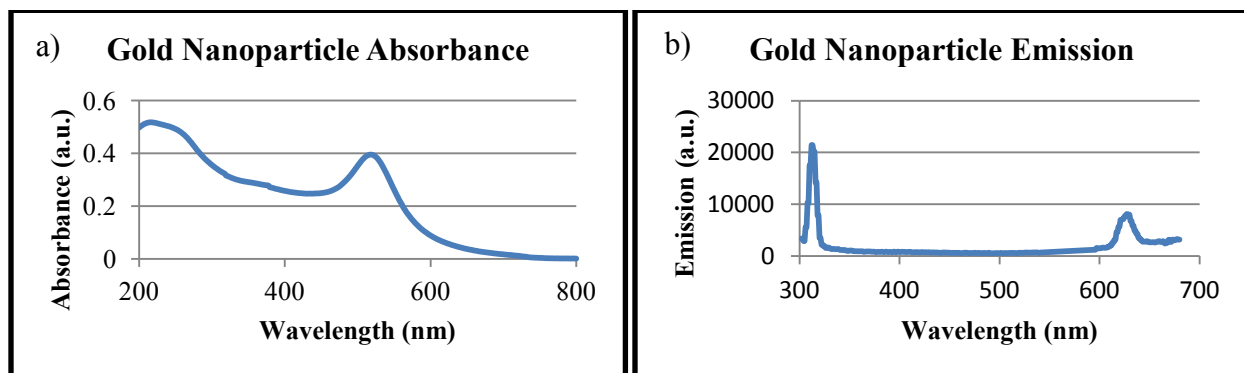 a) Gold Nanoparticle Absorbance
0.6
0.4
0.2
0
Absorbance (a.u.)
200 400 600 800
Wavelength (nm)
b) Gold Nanoparticle Emission
30000
20000
10000
0
Emission (a.u.)
300 400 500 600 700
Wavelength (nm)